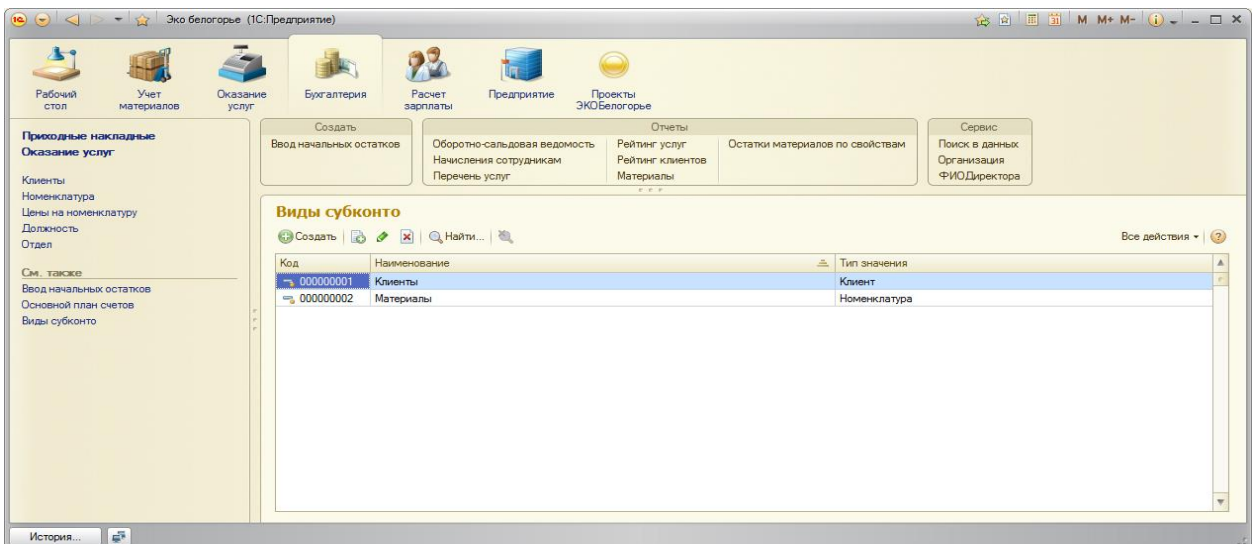 Эко белогорье (1С:Предприятие)
31 M M+ M-
Рабочий стол
Учет материалов
Оказание услуг
Бухгалтерия
Расчет зарплаты
Предприятие
Проекты ЭКОБелогорье
Приходные накладные
Оказание услуг
Клиенты
Номенклатура
Цены на номенклатуру
Должность
Отдел
См. также
Ввод начальных остатков
Основной план счетов
Виды субконто
Создать
Ввод начальных остатков
Отчеты
Оборотно-сальдовая ведомость
Начисления сотрудникам
Перечень услуг
Рейтинг услуг
Рейтинг клиентов
Материалы
Остатки материалов по свойствам
Сервис
Поиск в данных
Организация
ФИОДиректора
Виды субконто
Создать Найти... Все действия
Код Наименование Тип значения
000000001 Клиенты Клиент
000000002 Материалы Номенклатура
История...